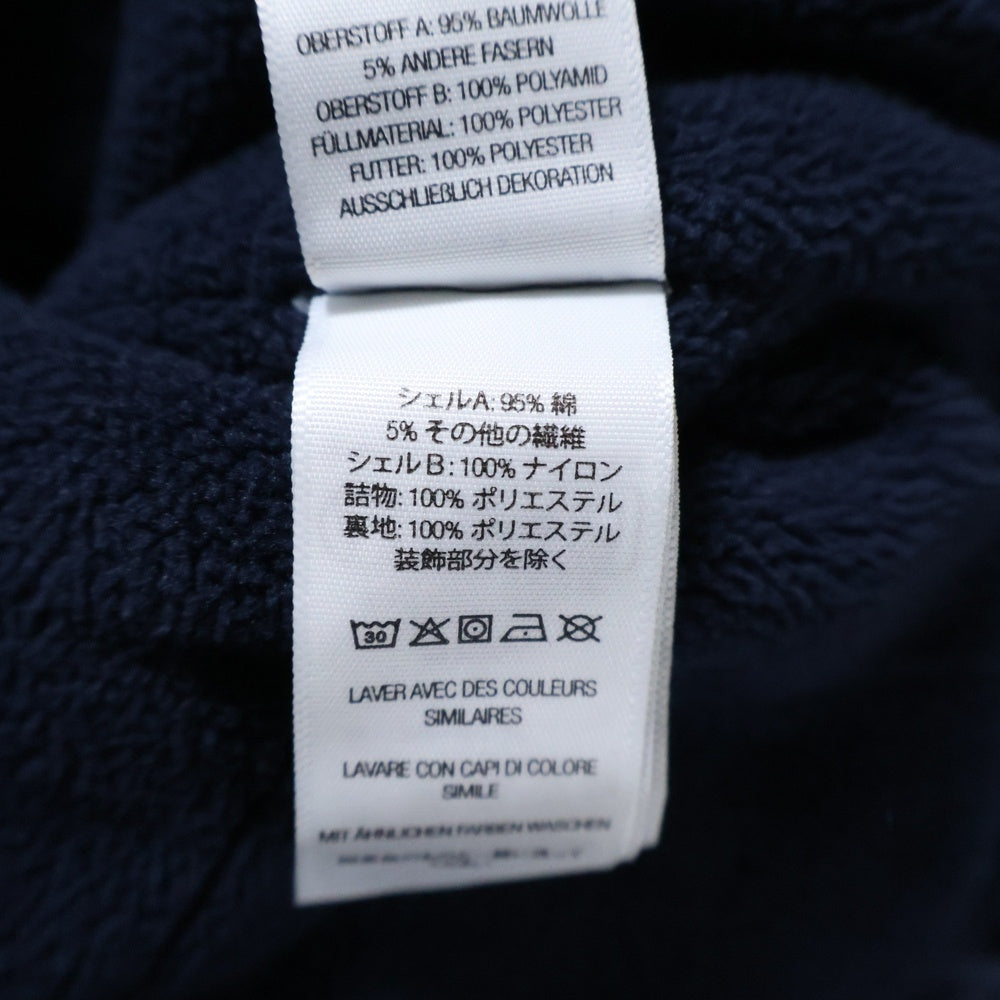 OBERSTOFF A: 95% BAUMWOLLE
5% ANDERE FASERN
OBERSTOFF B: 100% POLYAMID
FÜLLMATERIAL: 100% POLYESTER
FUTTER: 100% POLYESTER
AUSSCHLIEßLICH DEKORATION
シェルA: 95% 綿
5% その他の繊維
シェル B: 100% ナイロン
詰物: 100% ポリエステル
裏地: 100% ポリエステル
装飾部分を除く
30
LAVER AVEC DES COULEURS
SIMILAIRES
LAVARE CON CAPI DI COLORE
SIMILE
MIT ÄHNLICHEN FARBEN WASCHEN